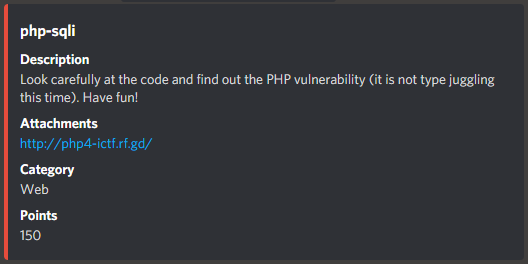 php-sqli
Description
Look carefully at the code and find out the PHP vulnerability (it is not type juggling
this time). Have fun!
Attachments
http://php4-ictf.rf.gd/
Category
Web
Points
150